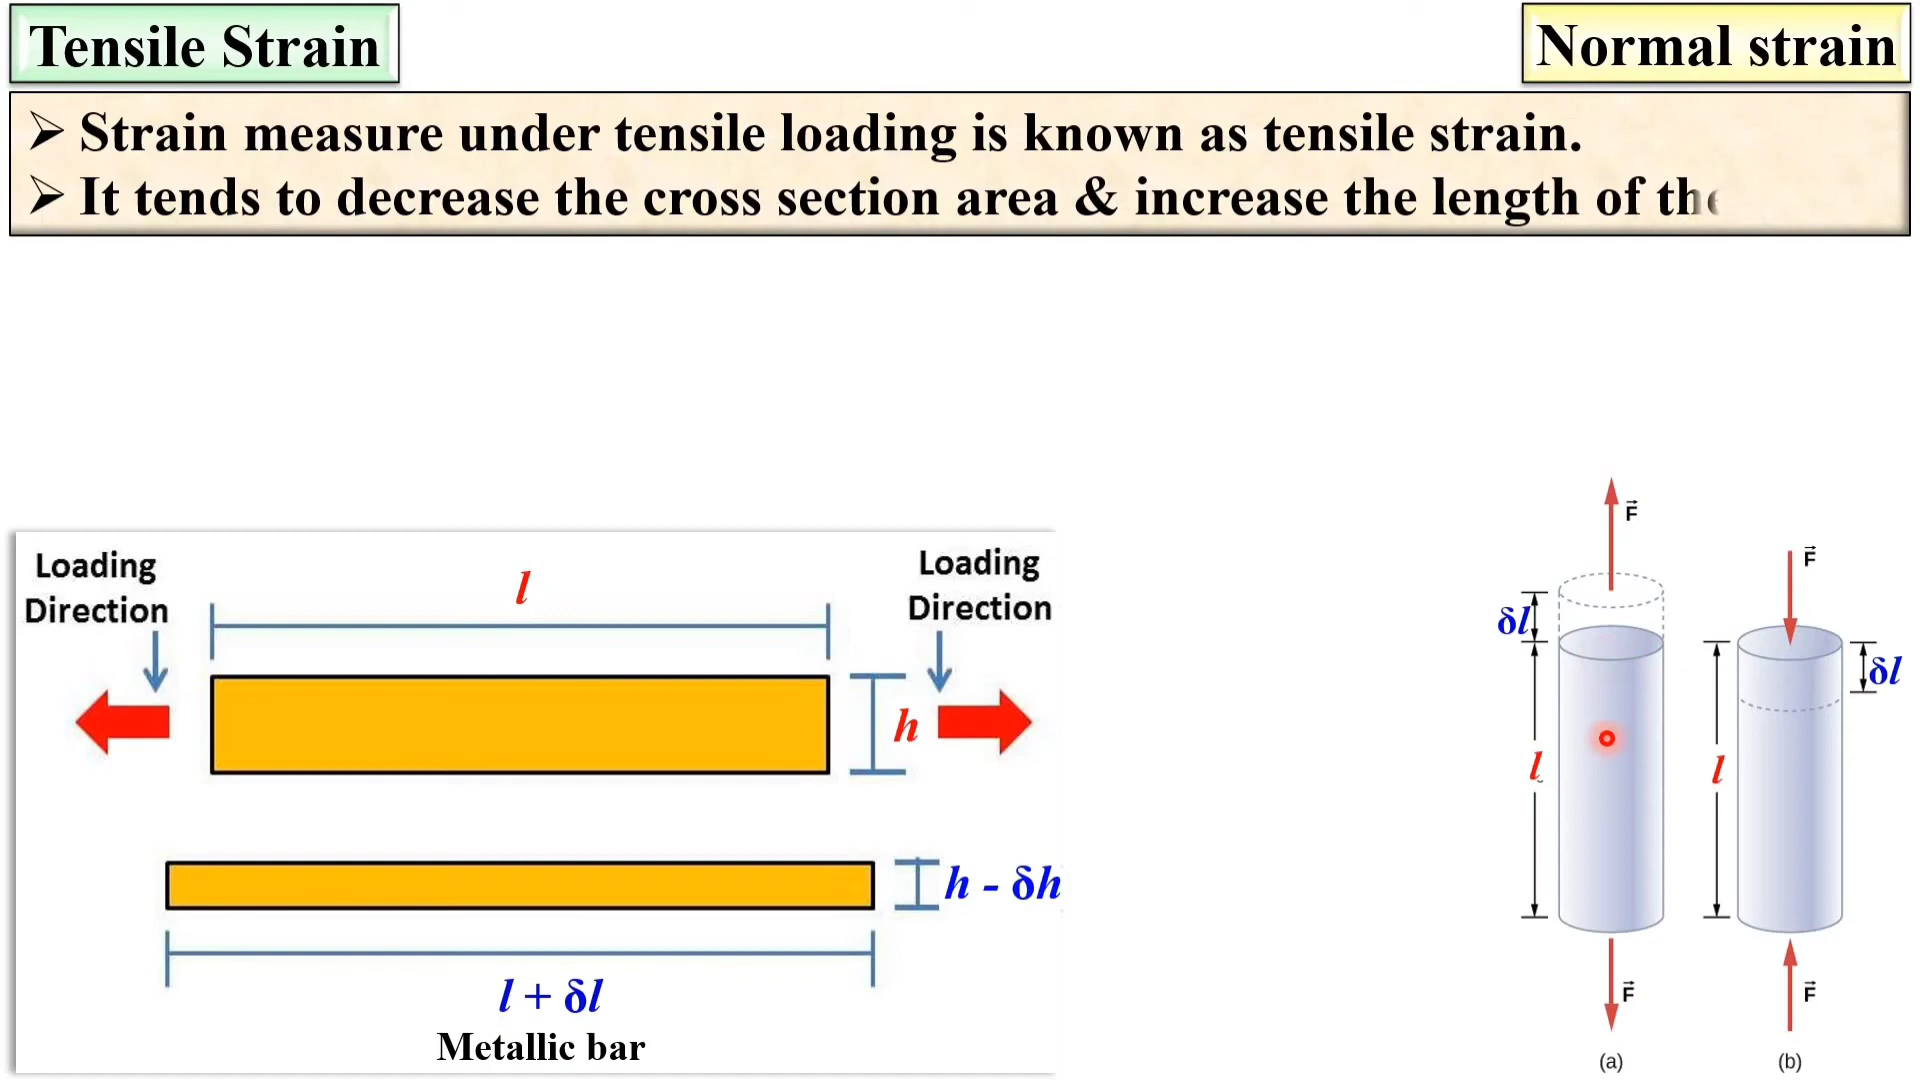 Tensile Strain
Normal strain
➢ Strain measure under tensile loading is known as tensile strain.
➢ It tends to decrease the cross section area & increase the length of the
Loading
Direction
l
Loading
Direction
h
h - δh
l + δl
Metallic bar
F⃗
F⃗
δl
δl
l
l
F⃗
F⃗
(a)
(b)